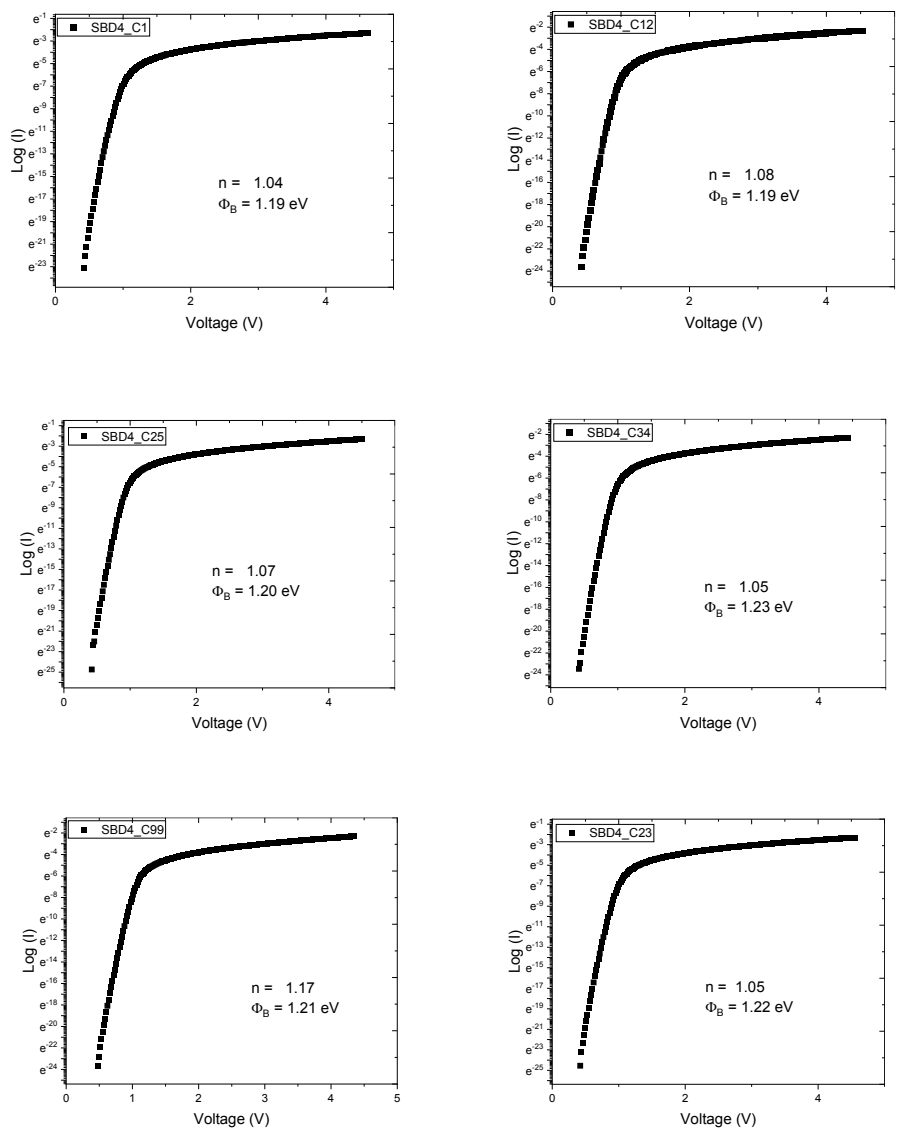 SBD4_C1
Log (I)
e⁻¹
e⁻³
e⁻⁵
e⁻⁷
e⁻⁹
e⁻¹¹
e⁻¹³
e⁻¹⁵
e⁻¹⁷
e⁻¹⁹
e⁻²¹
e⁻²³
n = 1.04
Φ_B = 1.19 eV
0 2 4
Voltage (V)
SBD4_C12
Log (I)
e⁻²
e⁻⁴
e⁻⁶
e⁻⁸
e⁻¹⁰
e⁻¹²
e⁻¹⁴
e⁻¹⁶
e⁻¹⁸
e⁻²⁰
e⁻²²
e⁻²⁴
n = 1.08
Φ_B = 1.19 eV
0 2 4
Voltage (V)
SBD4_C25
Log (I)
e⁻¹
e⁻³
e⁻⁵
e⁻⁷
e⁻⁹
e⁻¹¹
e⁻¹³
e⁻¹⁵
e⁻¹⁷
e⁻¹⁹
e⁻²¹
e⁻²³
e⁻²⁵
n = 1.07
Φ_B = 1.20 eV
0 2 4
Voltage (V)
SBD4_C34
Log (I)
e⁻²
e⁻⁴
e⁻⁶
e⁻⁸
e⁻¹⁰
e⁻¹²
e⁻¹⁴
e⁻¹⁶
e⁻¹⁸
e⁻²⁰
e⁻²²
e⁻²⁴
n = 1.05
Φ_B = 1.23 eV
0 2 4
Voltage (V)
SBD4_C99
Log (I)
e⁻²
e⁻⁴
e⁻⁶
e⁻⁸
e⁻¹⁰
e⁻¹²
e⁻¹⁴
e⁻¹⁶
e⁻¹⁸
e⁻²⁰
e⁻²²
e⁻²⁴
n = 1.17
Φ_B = 1.21 eV
0 1 2 3 4 5
Voltage (V)
SBD4_C23
Log (I)
e⁻¹
e⁻³
e⁻⁵
e⁻⁷
e⁻⁹
e⁻¹¹
e⁻¹³
e⁻¹⁵
e⁻¹⁷
e⁻¹⁹
e⁻²¹
e⁻²³
e⁻²⁵
n = 1.05
Φ_B = 1.22 eV
0 2 4
Voltage (V)